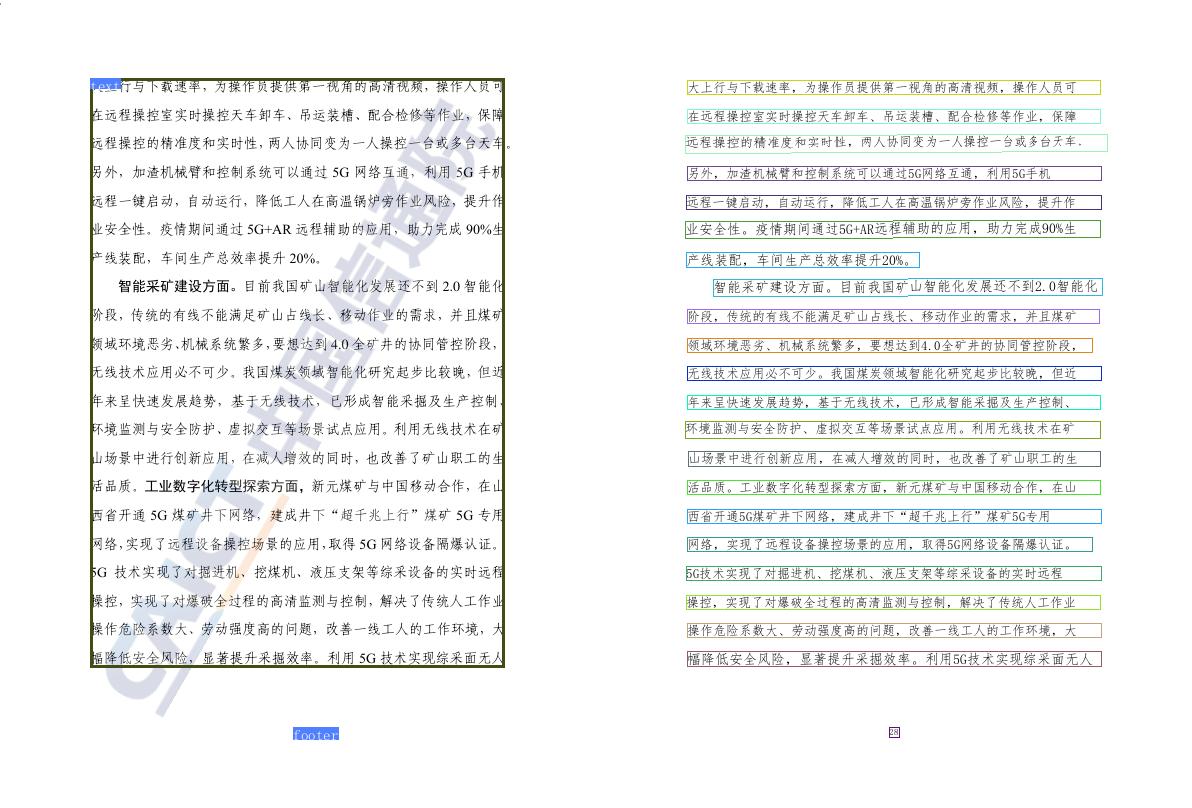 text行与下载速率，为操作员提供第一视角的高清视频，操作人员可
在远程操控室实时操控天车卸车、吊运装槽、配合检修等作业，保障
远程操控的精准度和实时性，两人协同变为一人操控一台或多台天车。
另外，加渣机械臂和控制系统可以通过 5G 网络互通，利用 5G 手机
远程一键启动，自动运行，降低工人在高温锅炉旁作业风险，提升作
业安全性。疫情期间通过 5G+AR 远程辅助的应用，助力完成 90%生
产线装配，车间生产总效率提升 20%。
智能采矿建设方面。目前我国矿山智能化发展还不到 2.0 智能化
阶段，传统的有线不能满足矿山占线长、移动作业的需求，并且煤矿
领域环境恶劣、机械系统繁多，要想达到 4.0 全矿井的协同管控阶段，
无线技术应用必不可少。我国煤炭领域智能化研究起步比较晚，但近
年来呈快速发展趋势，基于无线技术，已形成智能采掘及生产控制、
环境监测与安全防护、虚拟交互等场景试点应用。利用无线技术在矿
山场景中进行创新应用，在减人增效的同时，也改善了矿山职工的生
活品质。工业数字化转型探索方面，新元煤矿与中国移动合作，在山
西省开通 5G 煤矿井下网络，建成井下“超千兆上行”煤矿 5G 专用
网络，实现了远程设备操控场景的应用，取得 5G 网络设备隔爆认证。
5G 技术实现了对掘进机、挖煤机、液压支架等综采设备的实时远程
操控，实现了对爆破全过程的高清监测与控制，解决了传统人工作业
操作危险系数大、劳动强度高的问题，改善一线工人的工作环境，大
幅降低安全风险，显著提升采掘效率。利用 5G 技术实现综采面无人
CAICT 中国信通院
footer
大上行与下载速率，为操作员提供第一视角的高清视频，操作人员可
在远程操控室实时操控天车卸车、吊运装槽、配合检修等作业，保障
远程操控的精准度和实时性，两人协同变为一人操控一台或多台天车.
另外，加渣机械臂和控制系统可以通过5G网络互通，利用5G手机
远程一键启动，自动运行，降低工人在高温锅炉旁作业风险，提升作
业安全性。疫情期间通过5G+AR远程辅助的应用，助力完成90%生
产线装配，车间生产总效率提升20%。
智能采矿建设方面。目前我国矿山智能化发展还不到2.0智能化
阶段，传统的有线不能满足矿山占线长、移动作业的需求，并且煤矿
领域环境恶劣、机械系统繁多，要想达到4.0全矿井的协同管控阶段，
无线技术应用必不可少。我国煤炭领域智能化研究起步比较晚，但近
年来呈快速发展趋势，基于无线技术，已形成智能采掘及生产控制、
环境监测与安全防护、虚拟交互等场景试点应用。利用无线技术在矿
山场景中进行创新应用，在减人增效的同时，也改善了矿山职工的生
活品质。工业数字化转型探索方面，新元煤矿与中国移动合作，在山
西省开通5G煤矿井下网络，建成井下“超千兆上行”煤矿5G专用
网络，实现了远程设备操控场景的应用，取得5G网络设备隔爆认证。
5G技术实现了对掘进机、挖煤机、液压支架等综采设备的实时远程
操控，实现了对爆破全过程的高清监测与控制，解决了传统人工作业
操作危险系数大、劳动强度高的问题，改善一线工人的工作环境，大
幅降低安全风险，显著提升采掘效率。利用5G技术实现综采面无人
28